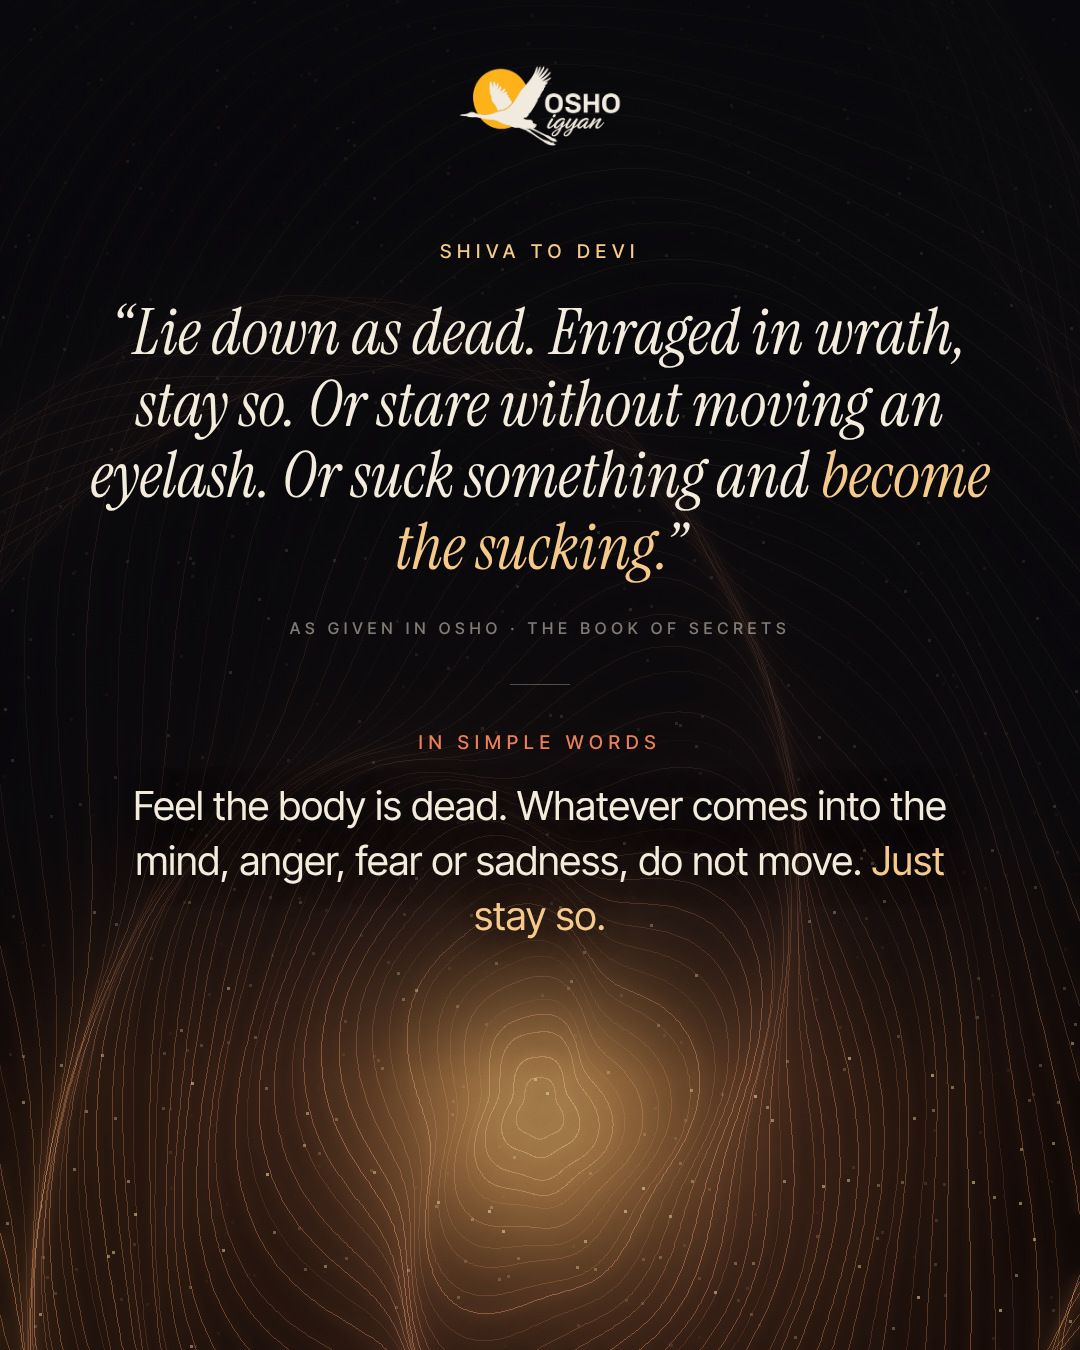 OSHO
igyan
SHIVA TO DEVI
“Lie down as dead. Enraged in wrath,
stay so. Or stare without moving an
eyelash. Or suck something and become
the sucking.”
AS GIVEN IN OSHO · THE BOOK OF SECRETS
IN SIMPLE WORDS
Feel the body is dead. Whatever comes into the
mind, anger, fear or sadness, do not move. Just
stay so.